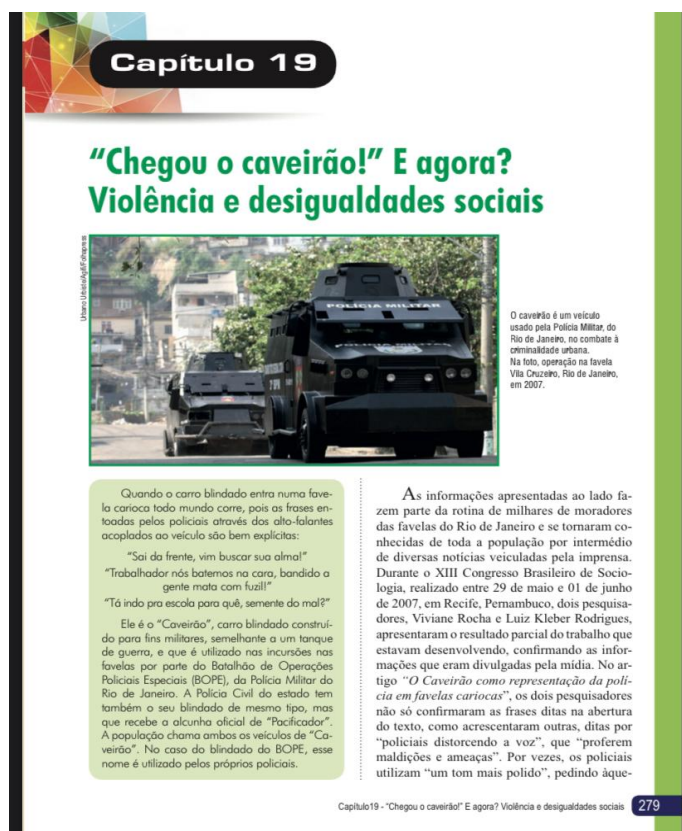 Capítulo 19
“Chegou o caveirão!” E agora?
Violência e desigualdades sociais
Urbano Urbiete/Agif/Folhapress
POLÍCIA MILITAR
POLÍCIA MILITAR
O caveirão é um veículo
usado pela Polícia Militar, do
Rio de Janeiro, no combate à
criminalidade urbana.
Na foto, operação na favela
Vila Cruzeiro, Rio de Janeiro,
em 2007.
Quando o carro blindado entra numa fave-
la carioca todo mundo corre, pois as frases en-
toadas pelos policiais através dos alto-falantes
acoplados ao veículo são bem explícitas:
“Sai da frente, vim buscar sua alma!”
“Trabalhador nós batemos na cara, bandido a
gente mata com fuzil!”
“Tá indo pra escola para quê, semente do mal?”
Ele é o “Caveirão”, carro blindado construí-
do para fins militares, semelhante a um tanque
de guerra, e que é utilizado nas incursões nas
favelas por parte do Batalhão de Operações
Policiais Especiais (BOPE), da Polícia Militar do
Rio de Janeiro. A Polícia Civil do estado tem
também o seu blindado de mesmo tipo, mas
que recebe a alcunha oficial de “Pacificador”.
A população chama ambos os veículos de “Ca-
veirão”. No caso do blindado do BOPE, esse
nome é utilizado pelos próprios policiais.
As informações apresentadas ao lado fa-
zem parte da rotina de milhares de moradores
das favelas do Rio de Janeiro e se tornaram co-
nhecidas de toda a população por intermédio
de diversas notícias veiculadas pela imprensa.
Durante o XIII Congresso Brasileiro de Socio-
logia, realizado entre 29 de maio e 01 de junho
de 2007, em Recife, Pernambuco, dois pesquisa-
dores, Viviane Rocha e Luiz Kleber Rodrigues,
apresentaram o resultado parcial do trabalho que
estavam desenvolvendo, confirmando as infor-
mações que eram divulgadas pela mídia. No ar-
tigo “O Caveirão como representação da polí-
cia em favelas cariocas”, os dois pesquisadores
não só confirmaram as frases ditas na abertura
do texto, como acrescentaram outras, ditas por
“policiais distorcendo a voz”, que “proferem
maldições e ameaças”. Por vezes, os policiais
utilizam “um tom mais polido”, pedindo àque-
Capítulo19 - “Chegou o caveirão!” E agora? Violência e desigualdades sociais 279